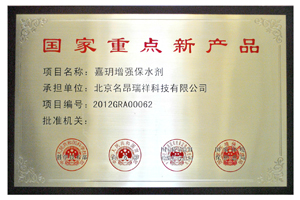 国家重点新产品
项目名称：嘉玥增强保水剂
承担单位：北京名昂瑞祥科技有限公司
项目编号：2012GRA00062
批准机关：